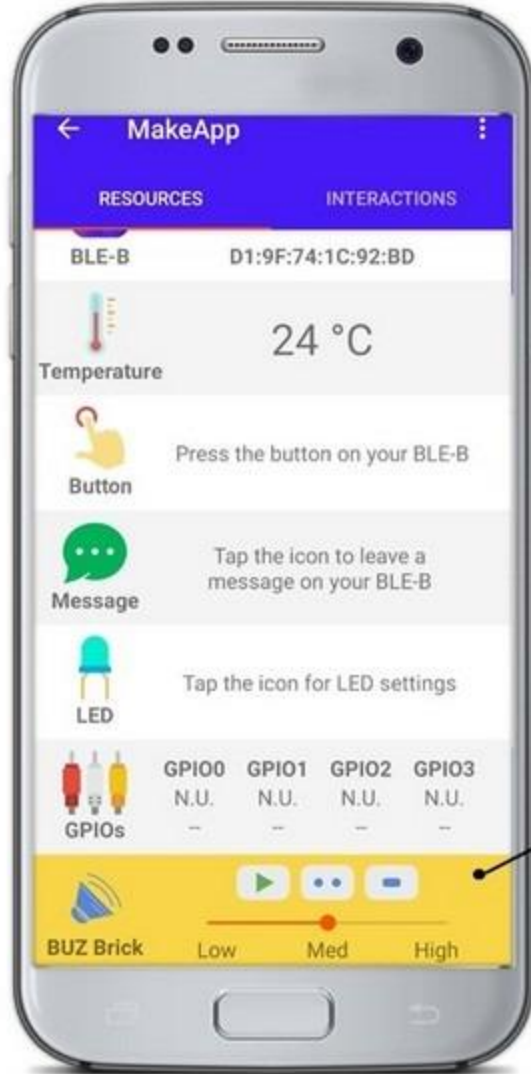 MakeApp
RESOURCES INTERACTIONS
BLE-B D1:9F:74:1C:92:BD
24 °C
Temperature
Press the button on your BLE-B
Button
Tap the icon to leave a
message on your BLE-B
Message
Tap the icon for LED settings
LED
GPIO0 GPIO1 GPIO2 GPIO3
N.U. N.U. N.U. N.U.
GPIOs -- -- -- --
BUZ Brick Low Med High